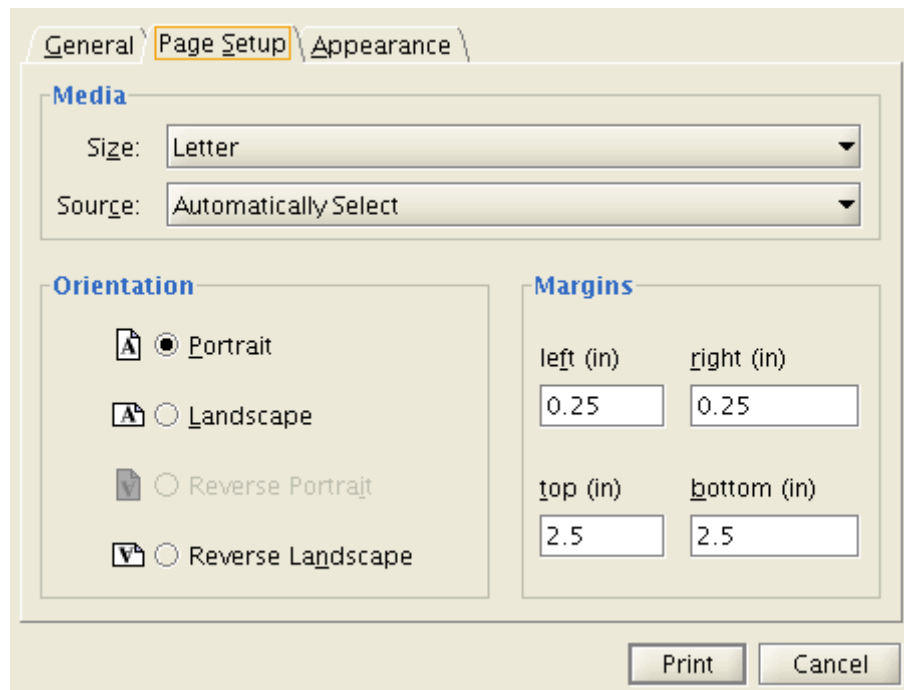 General Page Setup Appearance
Media
Size: Letter
Source: Automatically Select
Orientation
A Portrait
A Landscape
A Reverse Portrait
A Reverse Landscape
Margins
left (in) right (in)
0.25 0.25
top (in) bottom (in)
2.5 2.5
Print Cancel